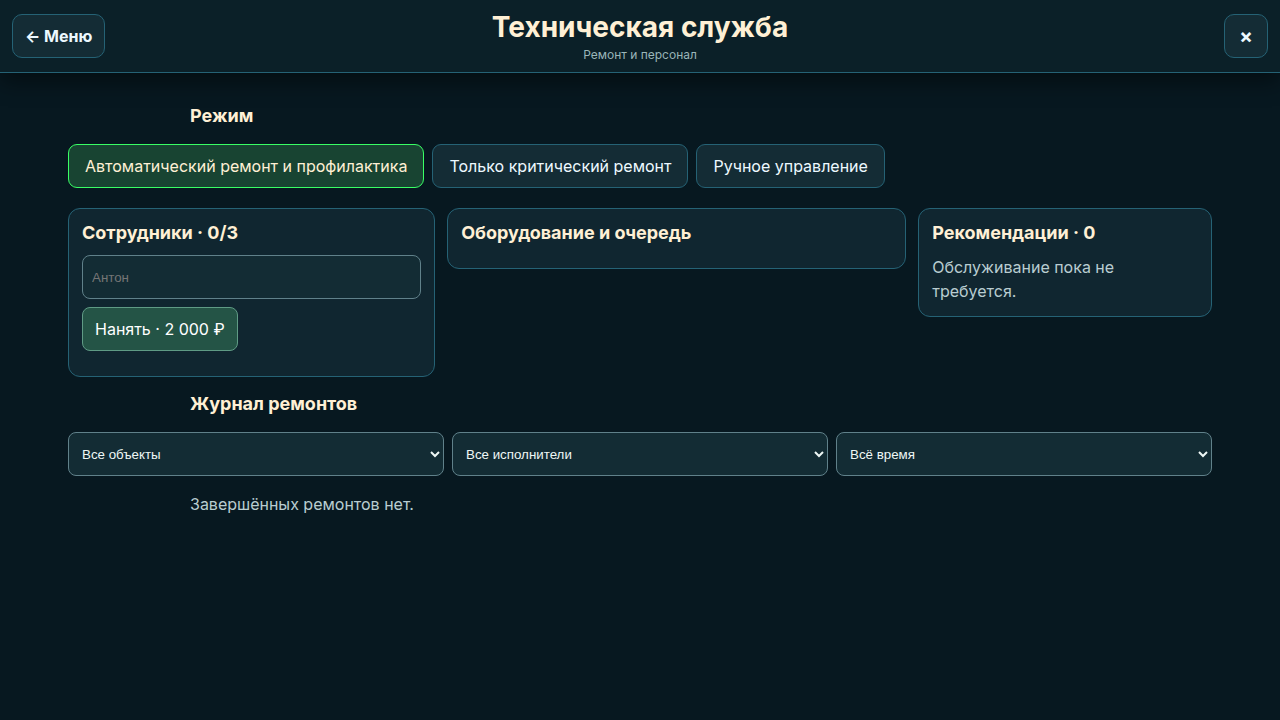 ← Меню
Техническая служба
Ремонт и персонал
×
Режим
Автоматический ремонт и профилактика
Только критический ремонт
Ручное управление
Сотрудники · 0/3
Антон
Нанять · 2 000 ₽
Оборудование и очередь
Рекомендации · 0
Обслуживание пока не
требуется.
Журнал ремонтов
Все объекты
Все исполнители
Всё время
Завершённых ремонтов нет.